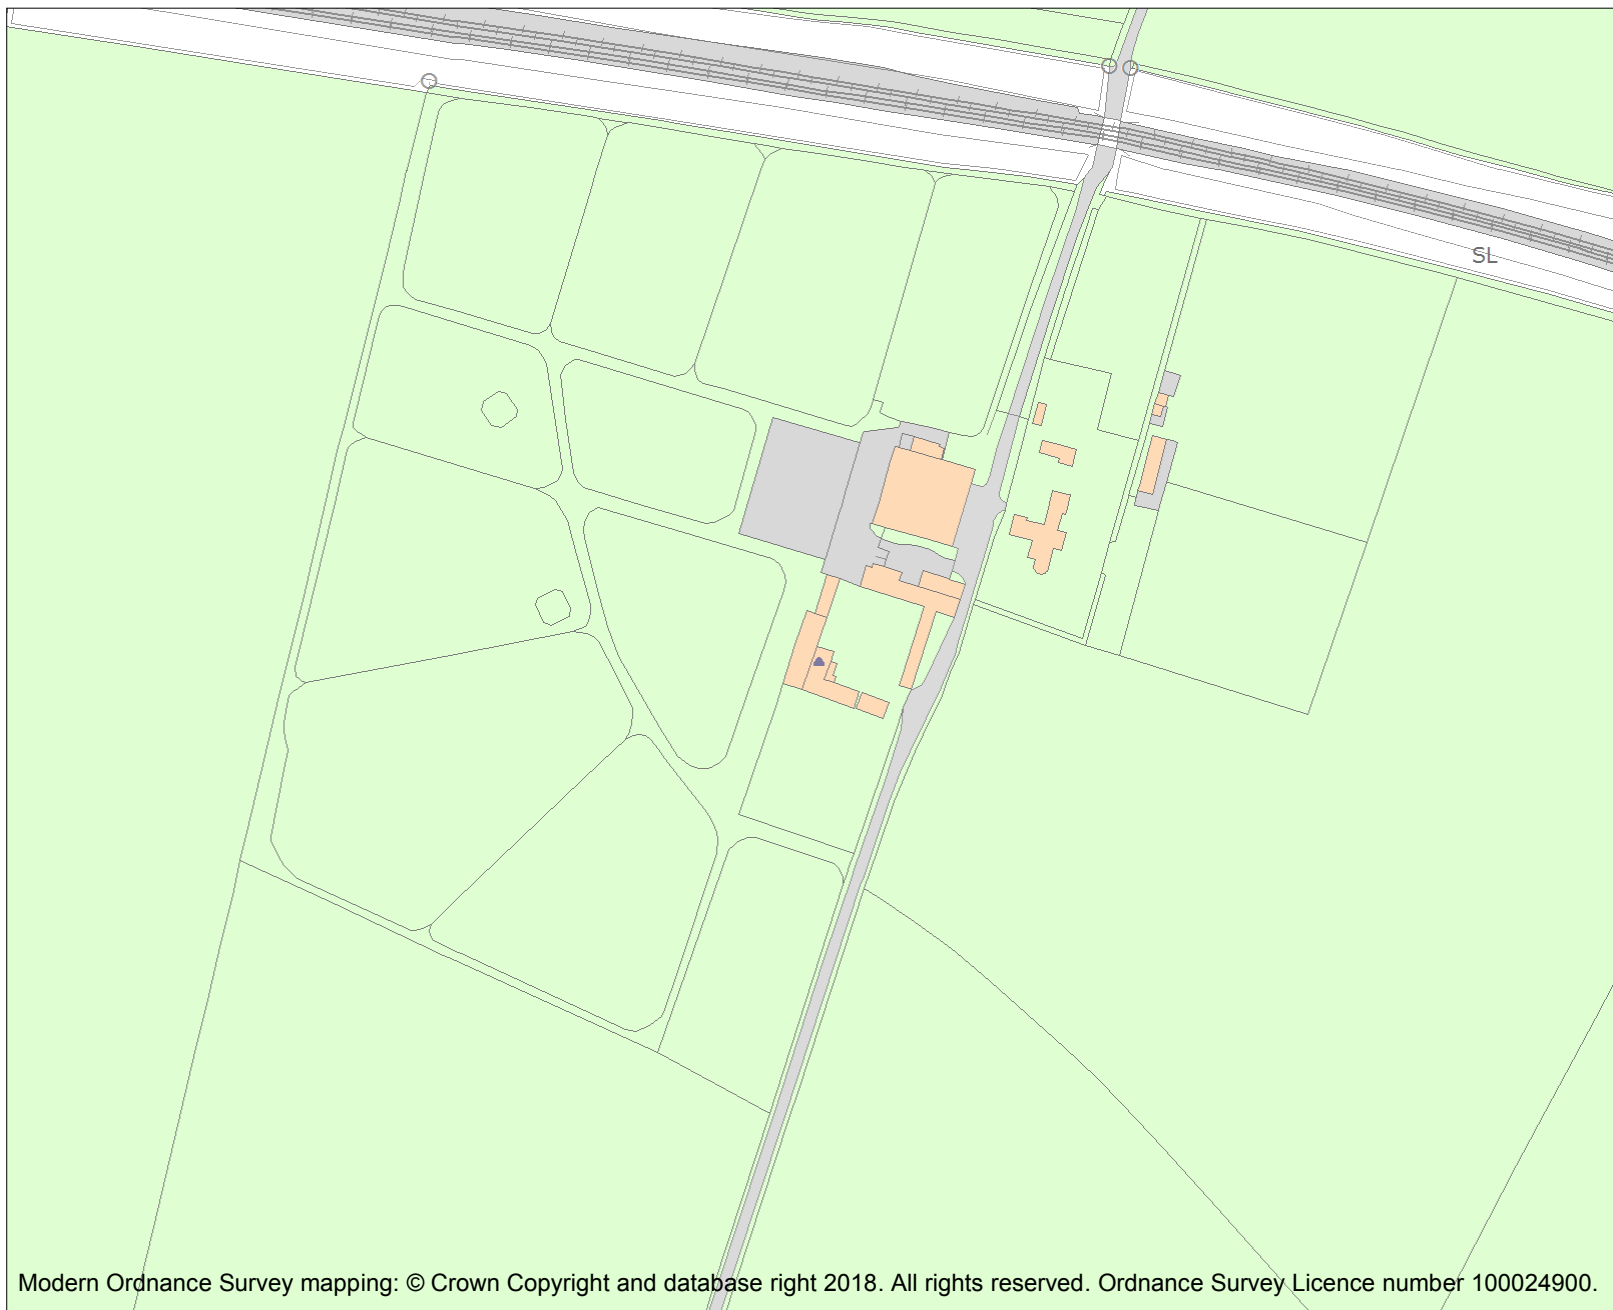 SL
Modern Ordnance Survey mapping: © Crown Copyright and database right 2018. All rights reserved. Ordnance Survey Licence number 100024900.